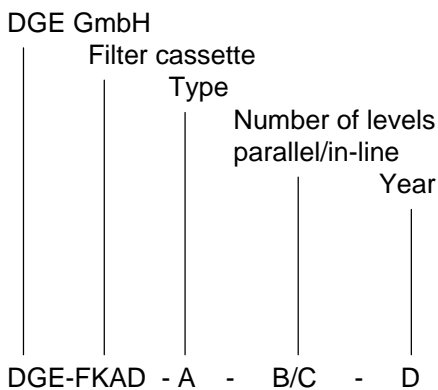 DGE GmbH
Filter cassette
Type
Number of levels
parallel/in-line
Year
DGE-FKAD - A - B/C - D